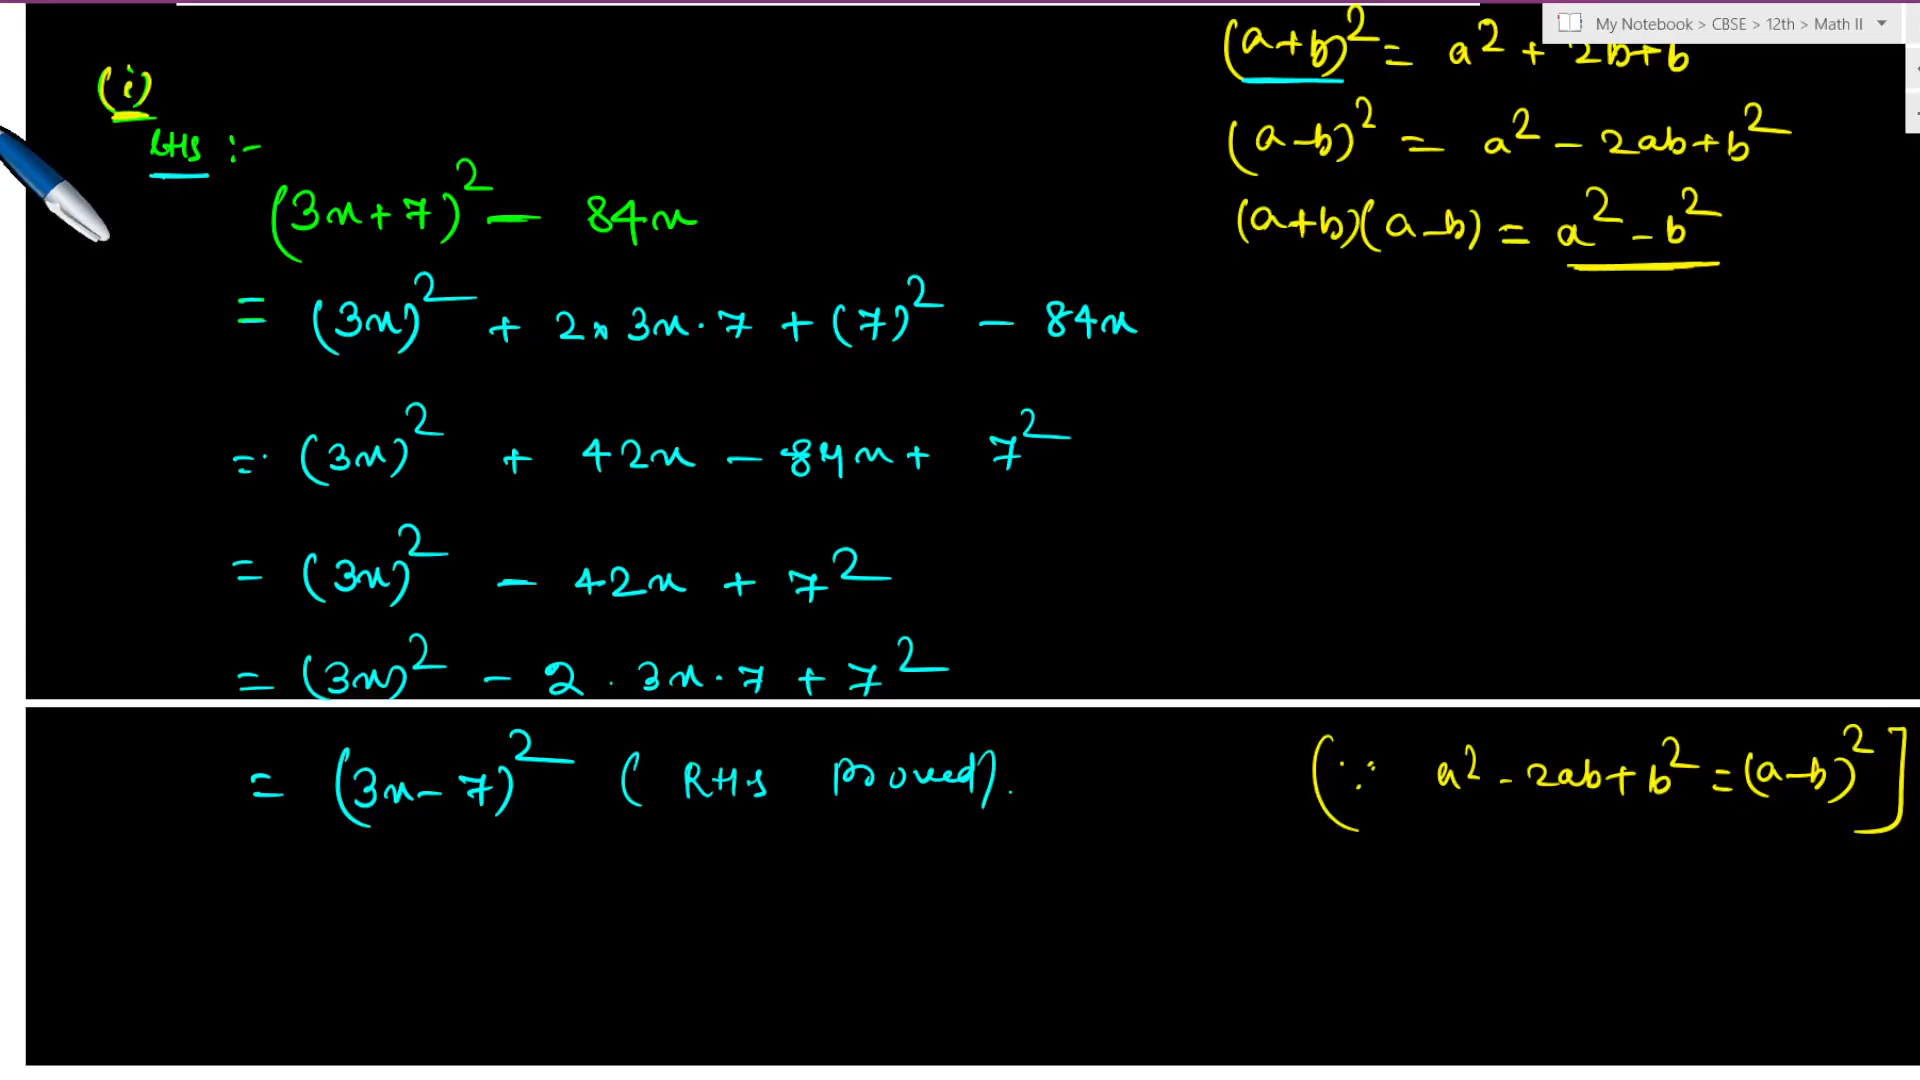 My Notebook > CBSE > 12th > Math II
(a+b)² = a² + 2b+b
(a-b)² = a² - 2ab+b²
(a+b)(a-b) = a² - b²
(i)
LHS :-
(3x+7)² - 84x
= (3x)² + 2×3x·7 + (7)² - 84x
= (3x)² + 42x - 84x + 7²
= (3x)² - 42x + 7²
= (3x)² - 2·3x·7 + 7²
= (3x-7)² (RHS proved).
(∵ a² - 2ab+b² = (a-b)²]